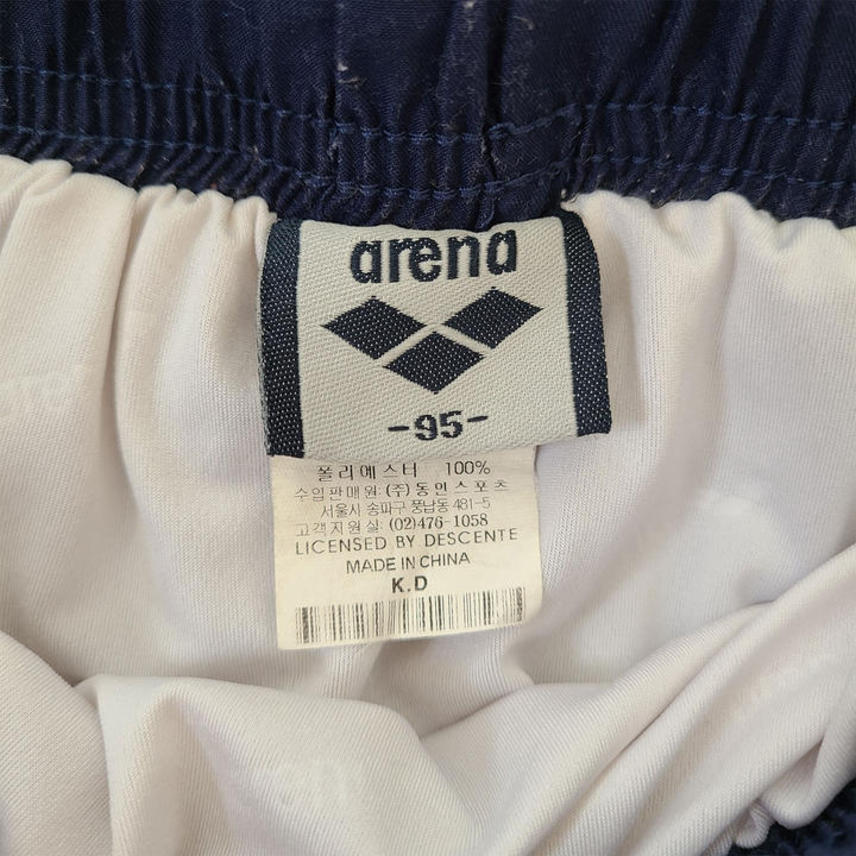 arena
-95-
폴리예스터 100%
수입판매원: (주)동인스포츠
서울사 송파구 풍납동 481-5
고객지원실: (02)476-1058
LICENSED BY DESCENTE
MADE IN CHINA
K.D